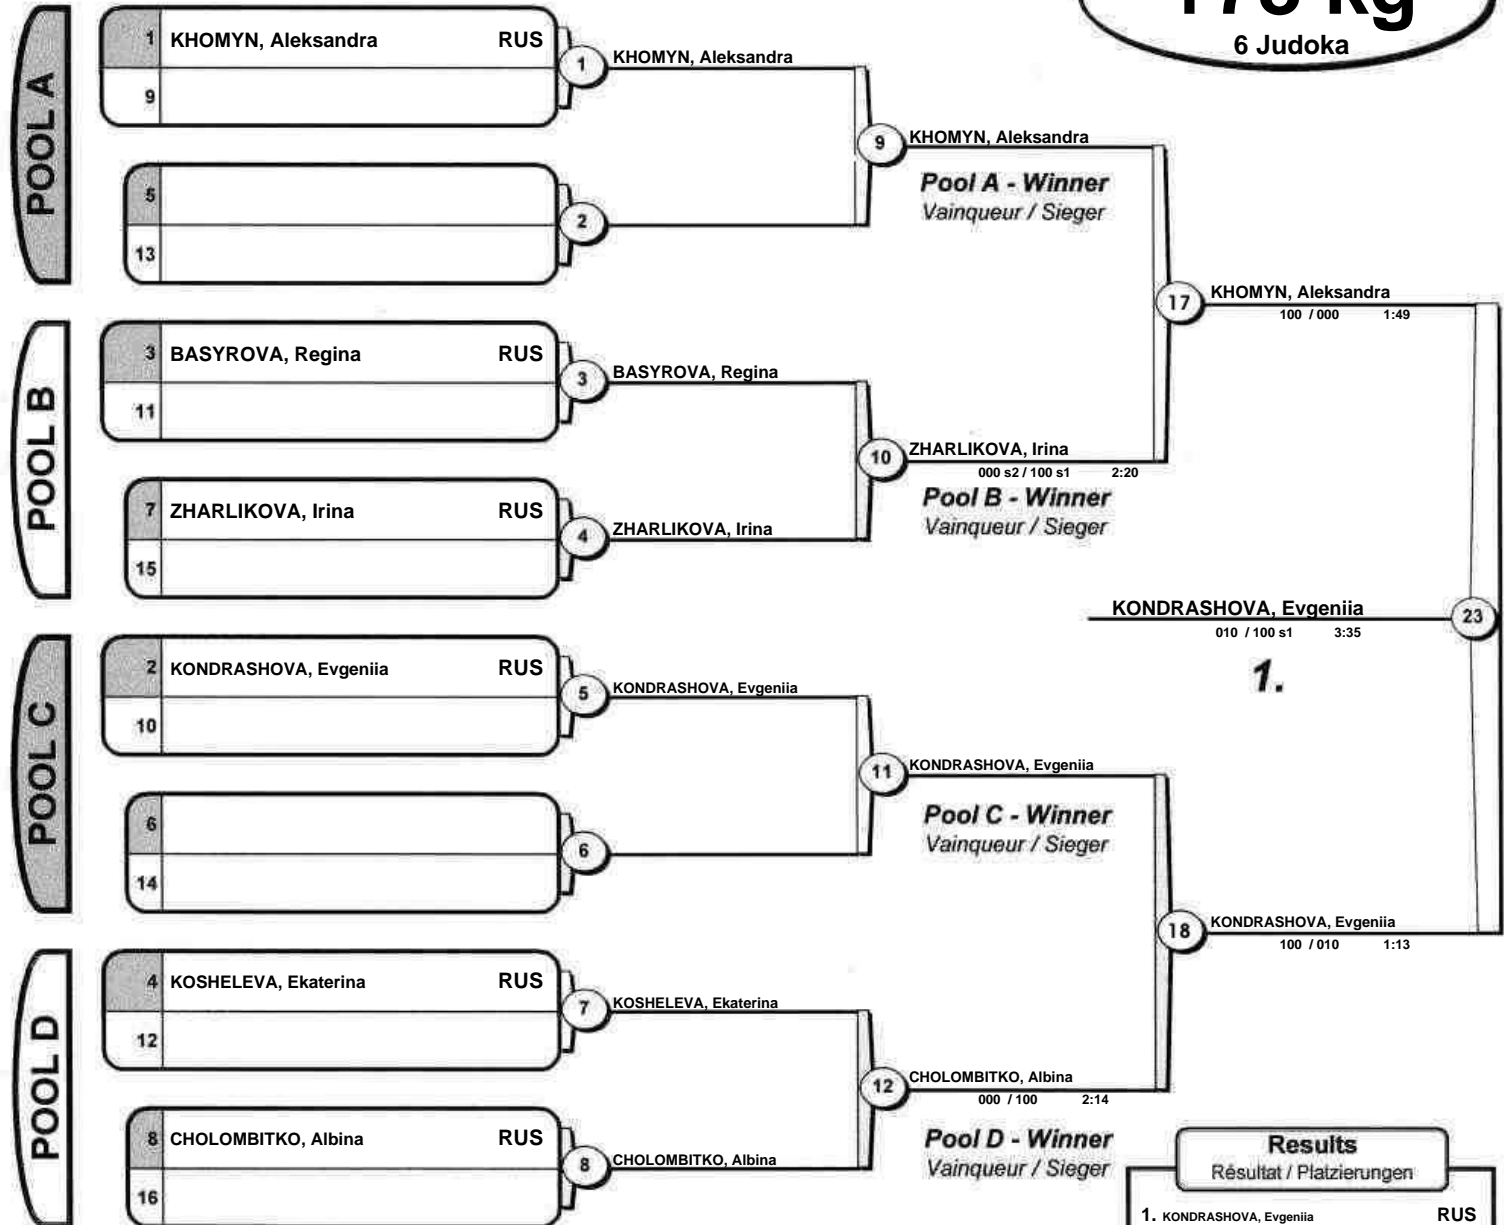 6 Judoka
POOL A
1 KHOMYN, Aleksandra RUS
9
5
13
1 KHOMYN, Aleksandra
2
9 KHOMYN, Aleksandra
Pool A - Winner
Vainqueur / Sieger
POOL B
3 BASYROVA, Regina RUS
11
7 ZHARLIKOVA, Irina RUS
15
3 BASYROVA, Regina
4 ZHARLIKOVA, Irina
10 ZHARLIKOVA, Irina
000 s2 / 100 s1 2:20
Pool B - Winner
Vainqueur / Sieger
17 KHOMYN, Aleksandra
100 / 000 1:49
KONDRASHOVA, Evgeniia 23
010 / 100 s1 3:35
1.
POOL C
2 KONDRASHOVA, Evgeniia RUS
10
6
14
5 KONDRASHOVA, Evgeniia
6
11 KONDRASHOVA, Evgeniia
Pool C - Winner
Vainqueur / Sieger
18 KONDRASHOVA, Evgeniia
100 / 010 1:13
POOL D
4 KOSHELEVA, Ekaterina RUS
12
8 CHOLOMBITKO, Albina RUS
16
7 KOSHELEVA, Ekaterina
8 CHOLOMBITKO, Albina
12 CHOLOMBITKO, Albina
000 / 100 2:14
Pool D - Winner
Vainqueur / Sieger
Results
Résultat / Platzierungen
1. KONDRASHOVA, Evgeniia RUS